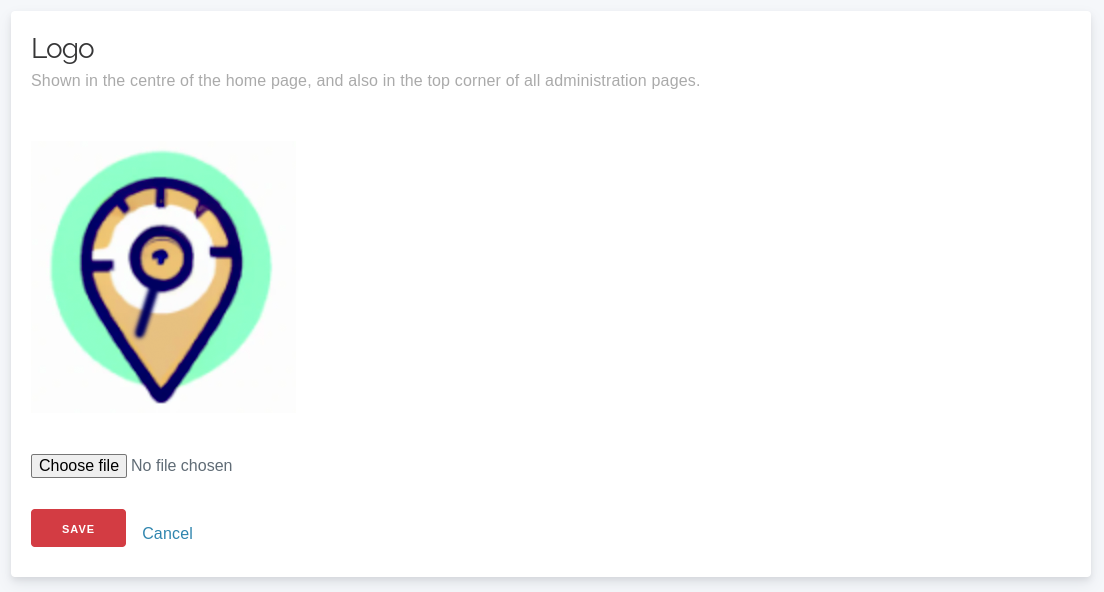 Logo
Shown in the centre of the home page, and also in the top corner of all administration pages.
Choose file No file chosen
SAVE Cancel